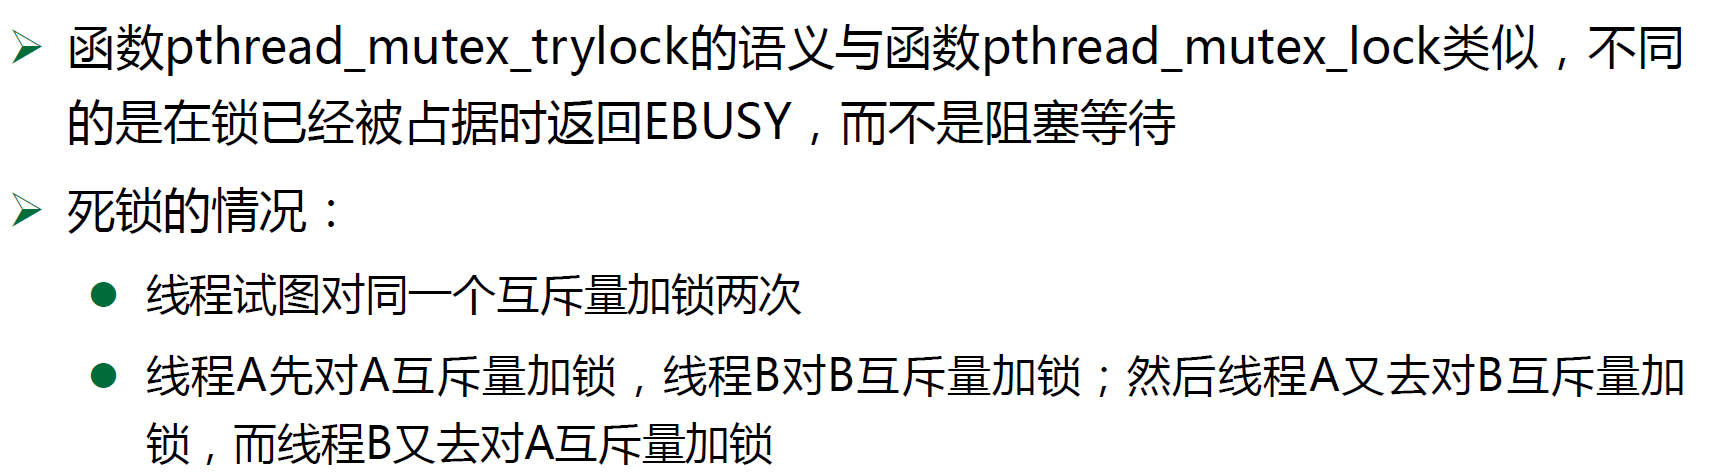 函数pthread_mutex_trylock的语义与函数pthread_mutex_lock类似，不同
的是在锁已经被占据时返回EBUSY，而不是阻塞等待
死锁的情况：
线程试图对同一个互斥量加锁两次
线程A先对A互斥量加锁，线程B对B互斥量加锁；然后线程A又去对B互斥量加
锁，而线程B又去对A互斥量加锁